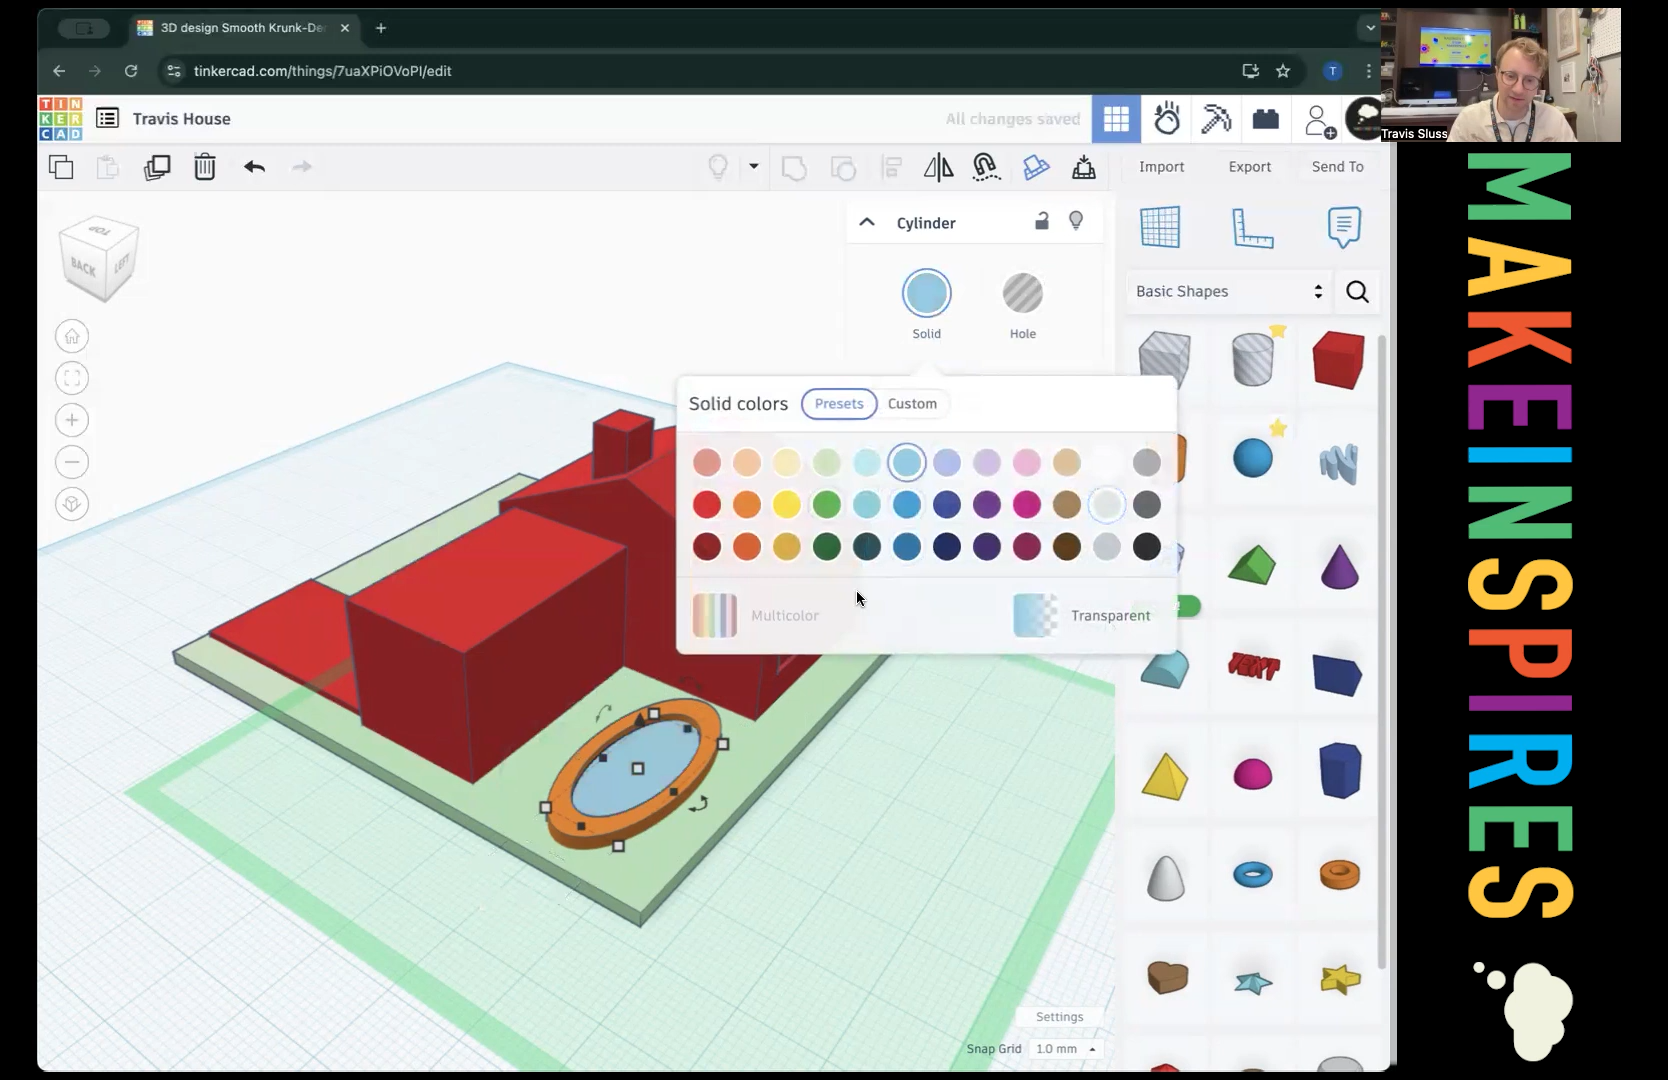 3D design Smooth Krunk-De
tinkercad.com/things/7uaXPiOVoPI/edit
TIN
KER
CAD
Travis House
All changes saved
T
Travis Sluss
Import
Export
Send To
TOP
BACK
LEFT
Cylinder
Solid
Hole
Basic Shapes
Solid colors
Presets
Custom
Multicolor
Transparent
TEXT
Settings
Snap Grid
1.0 mm
MAKEINSPIRES